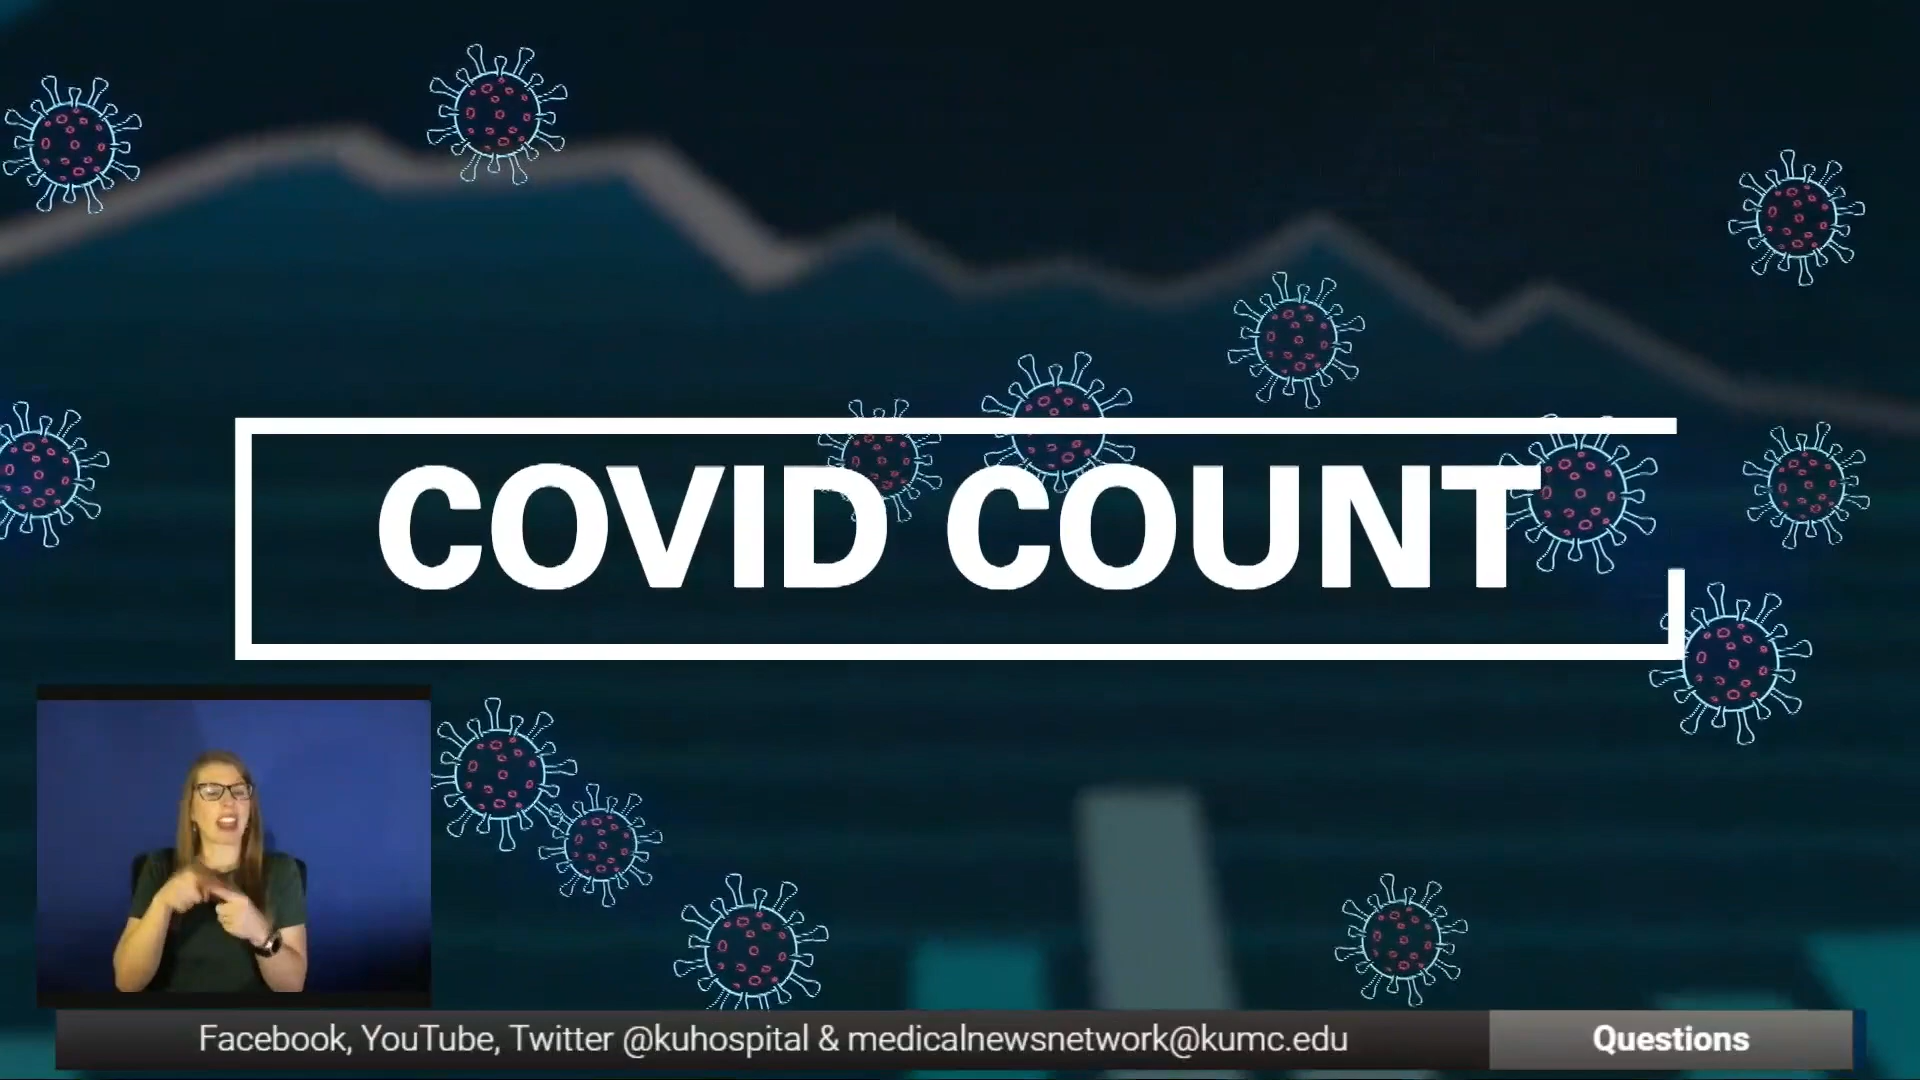 COVID COUNT
Facebook, YouTube, Twitter @kuhospital & medicalnewsnetwork@kumc.edu
Questions